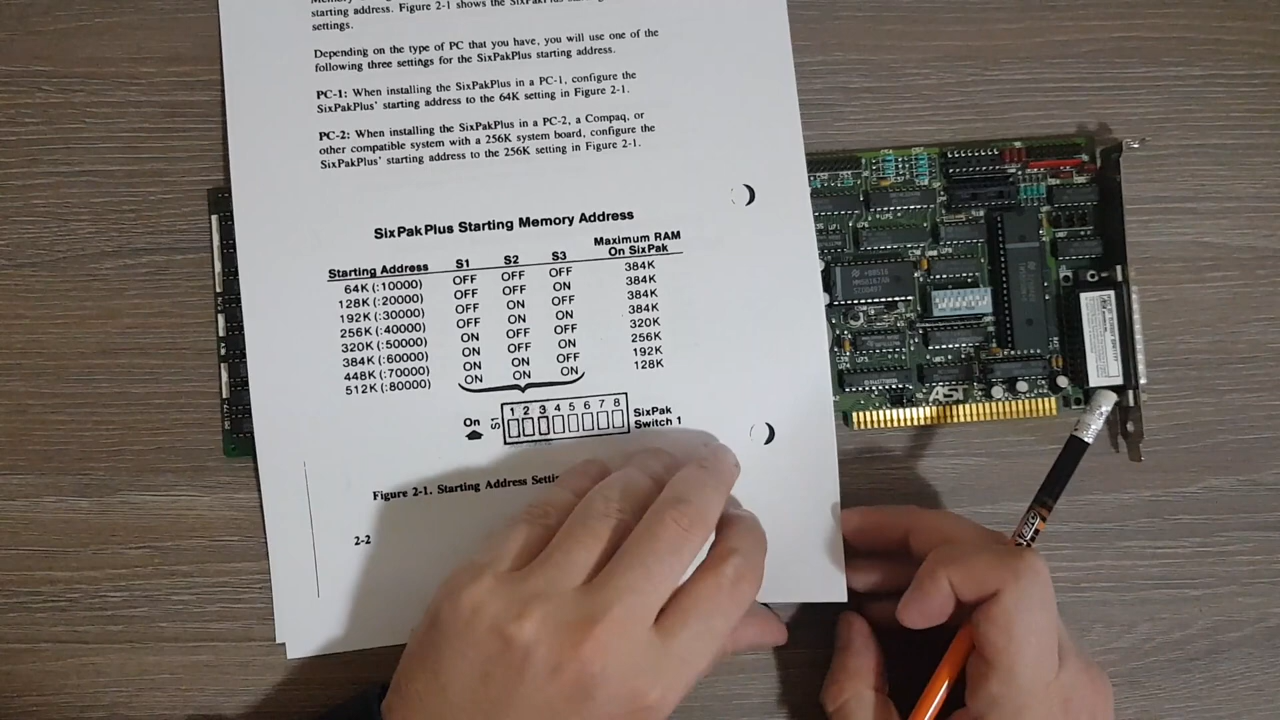 starting address. Figure 2-1 shows the SixPakPlus
settings.
Depending on the type of PC that you have, you will use one of the
following three settings for the SixPakPlus starting address.
PC-1: When installing the SixPakPlus in a PC-1, configure the
SixPakPlus' starting address to the 64K setting in Figure 2-1.
PC-2: When installing the SixPakPlus in a PC-2, a Compaq, or
other compatible system with a 256K system board, configure the
SixPakPlus' starting address to the 256K setting in Figure 2-1.
SixPakPlus Starting Memory Address
Starting Address S1 S2 S3 Maximum RAM On SixPak
64K (:10000) OFF OFF OFF 384K
128K (:20000) OFF OFF ON 384K
192K (:30000) OFF ON OFF 384K
256K (:40000) OFF ON ON 384K
320K (:50000) ON OFF OFF 320K
384K (:60000) ON OFF ON 256K
448K (:70000) ON ON OFF 192K
512K (:80000) ON ON ON 128K
On S1 1 2 3 4 5 6 7 8 SixPak
Switch 1
Figure 2-1. Starting Address
2-2
AST
BIC